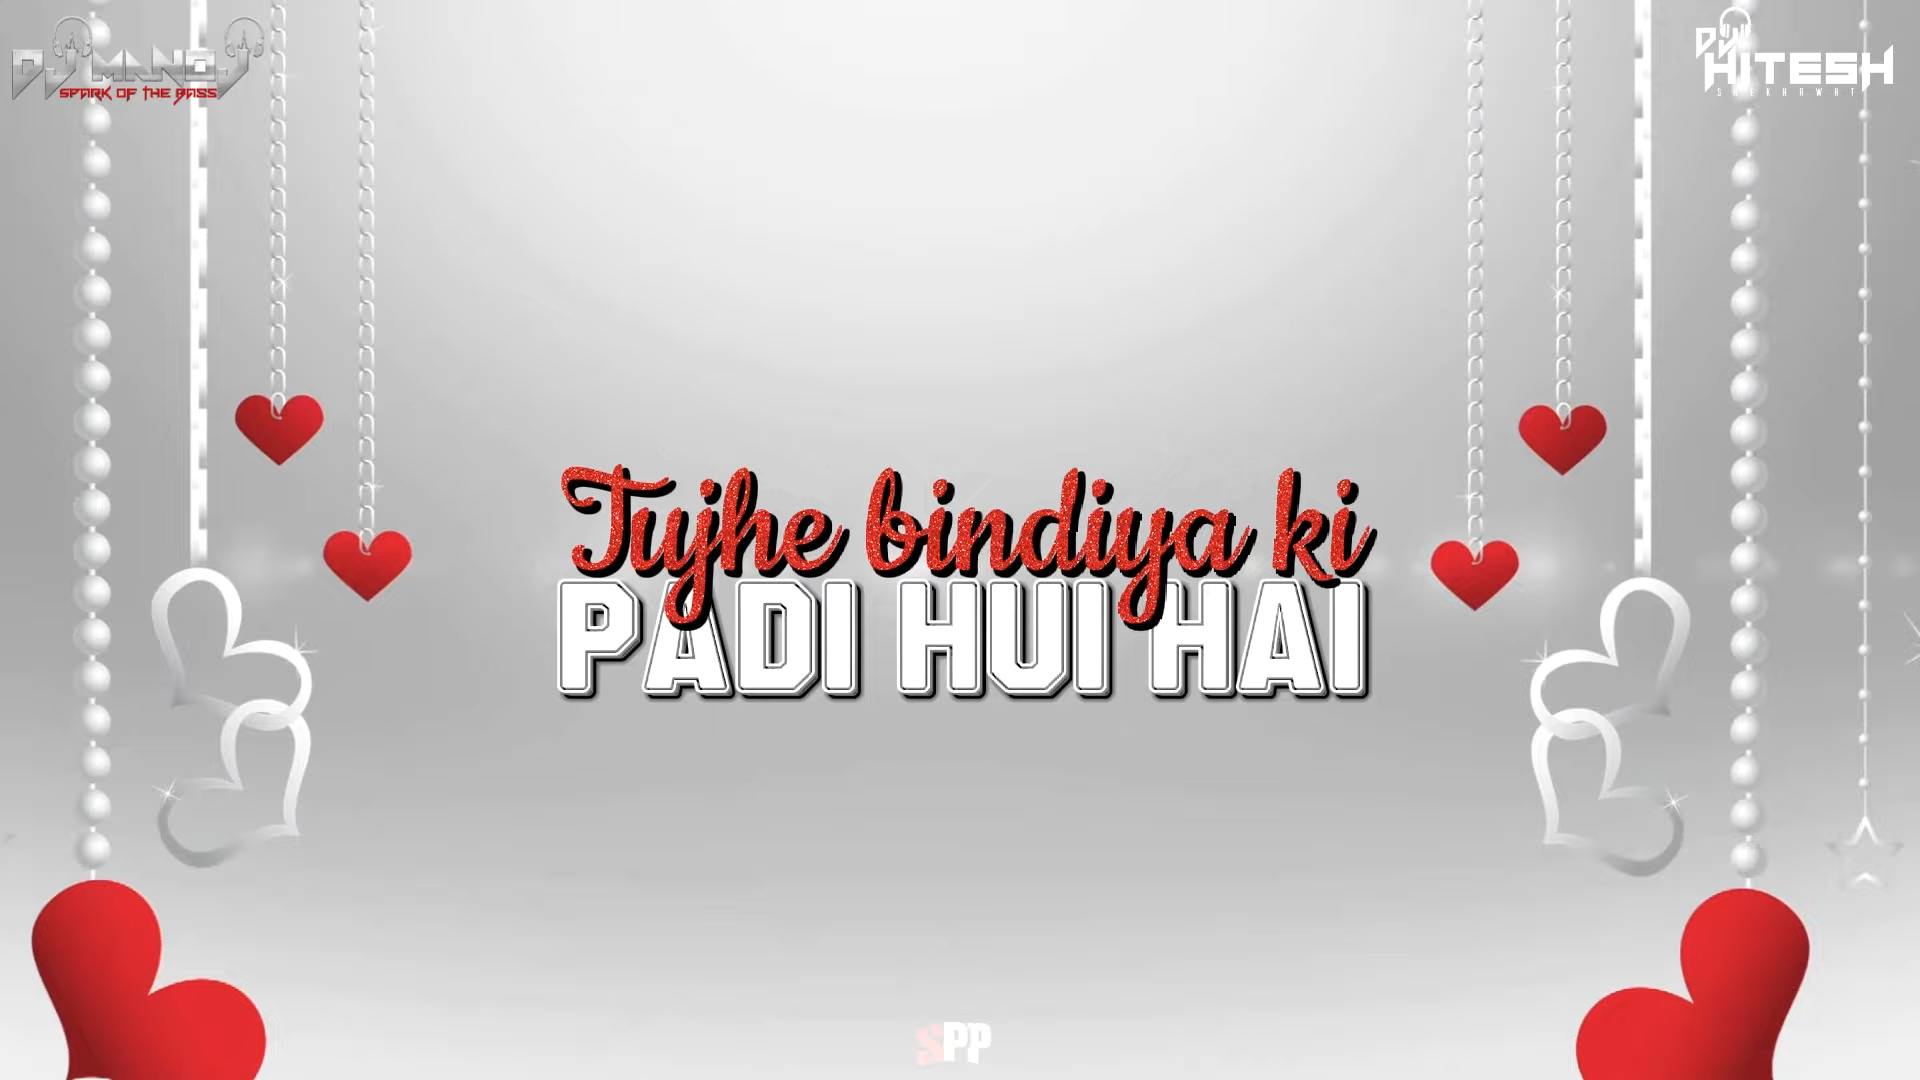 DJ MANOJ
SPARK OF THE BASS
DJ HITESH
SHEKHAWAT
Tujhe bindiya ki
PADI HUI HAI
SPP